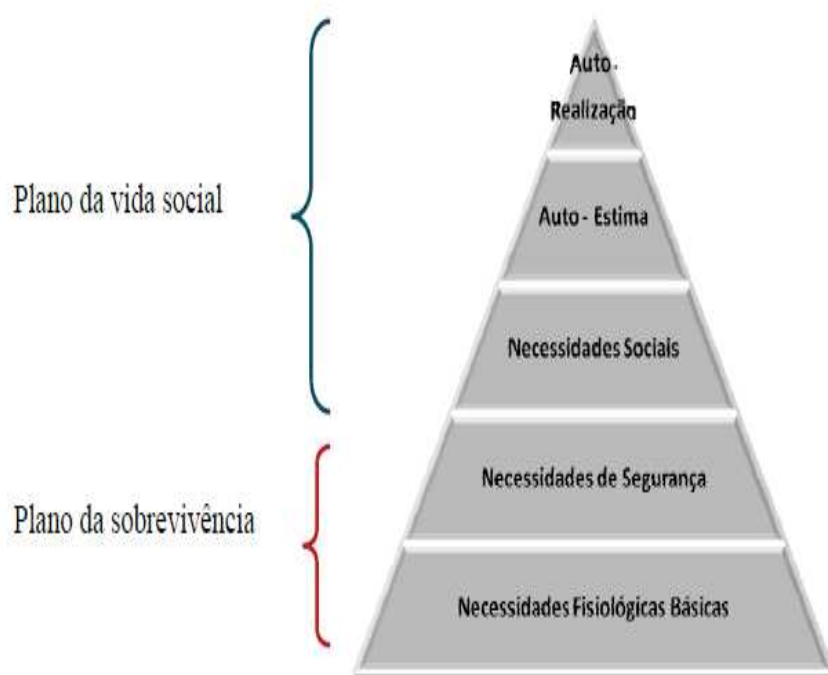 Auto -
Realização
Plano da vida social
Auto - Estima
Necessidades Sociais
Necessidades de Segurança
Plano da sobrevivência
Necessidades Fisiológicas Básicas